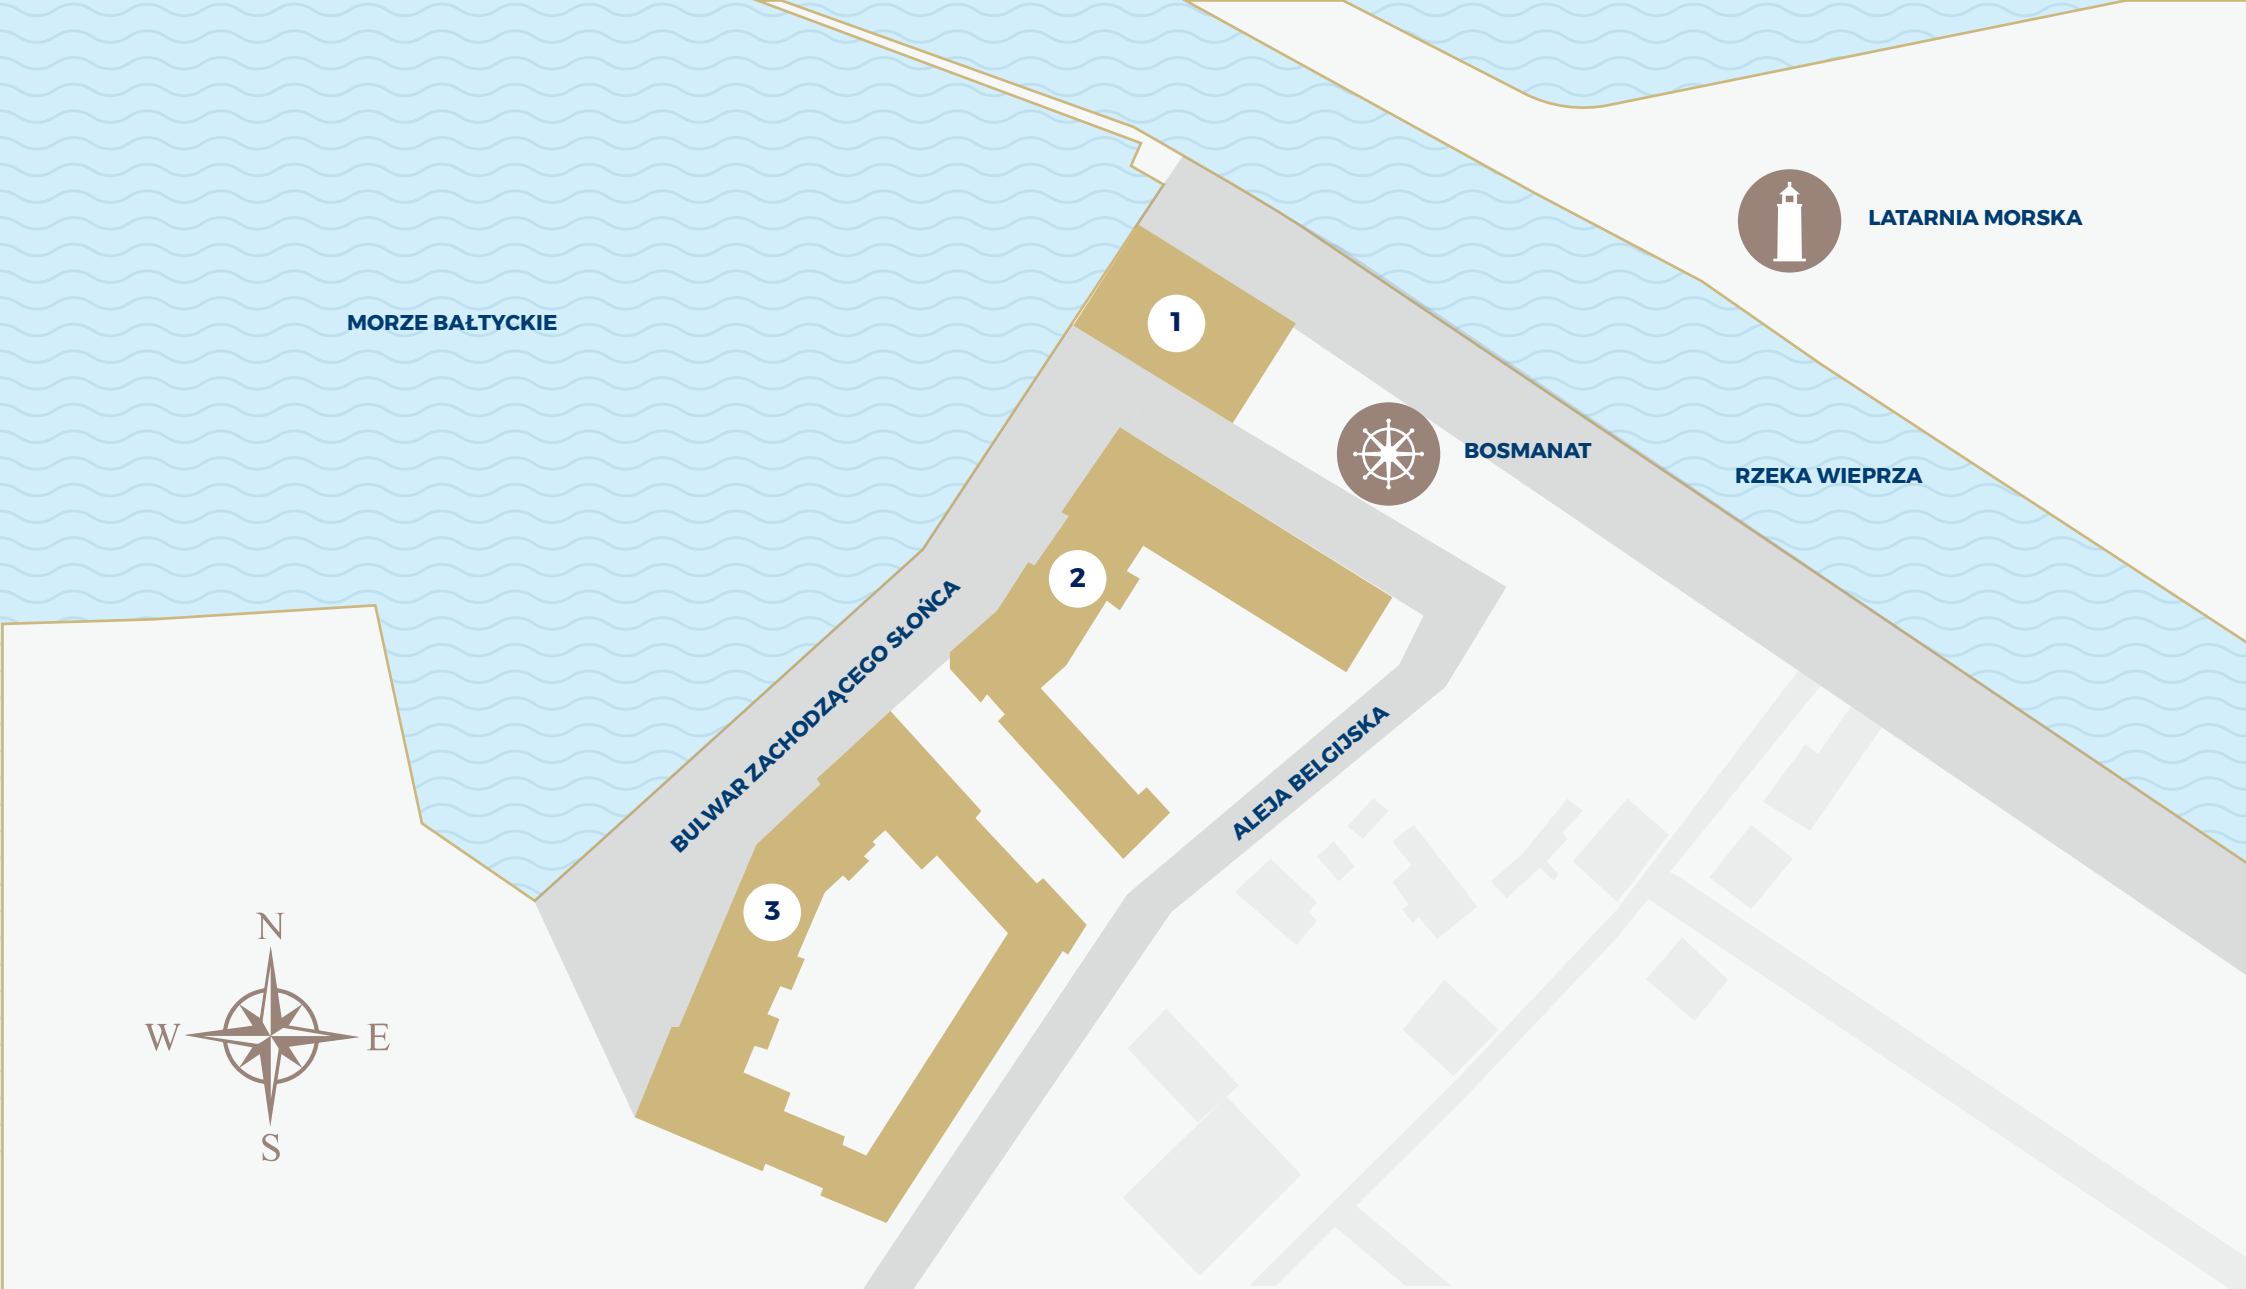 LATARNIA MORSKA
MORZE BAŁTYCKIE
1
BOSMANAT
RZEKA WIEPRZA
2
BULWAR ZACHODZĄCEGO SŁOŃCA
ALEJA BELGIJSKA
3
N
W
E
S